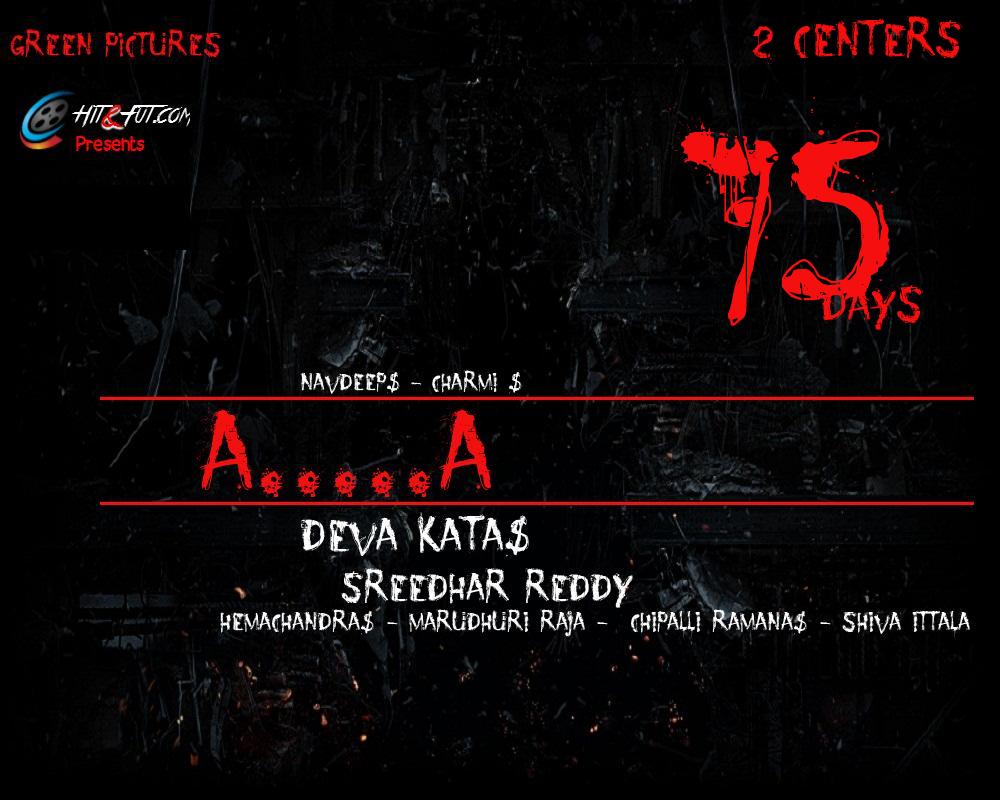 GREEN PICTURES
2 CENTERS
HIT&FUT.COM
Presents
75
DAYS
NAVDEEP$ - CHARMI $
A.....A
DEVA KATA$
SREEDHAR REDDY
HEMACHANDRA$ - MARUDHURI RAJA - CHIPALLI RAMANA$ - SHIVA ITTALA